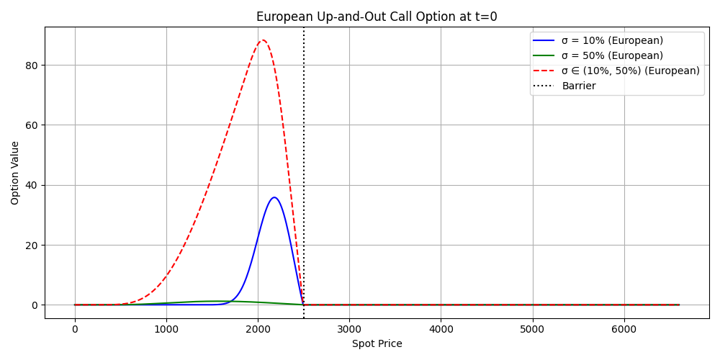 European Up-and-Out Call Option at t=0
Option Value
80
60
40
20
0
σ = 10% (European)
σ = 50% (European)
σ ∈ (10%, 50%) (European)
Barrier
0 1000 2000 3000 4000 5000 6000
Spot Price